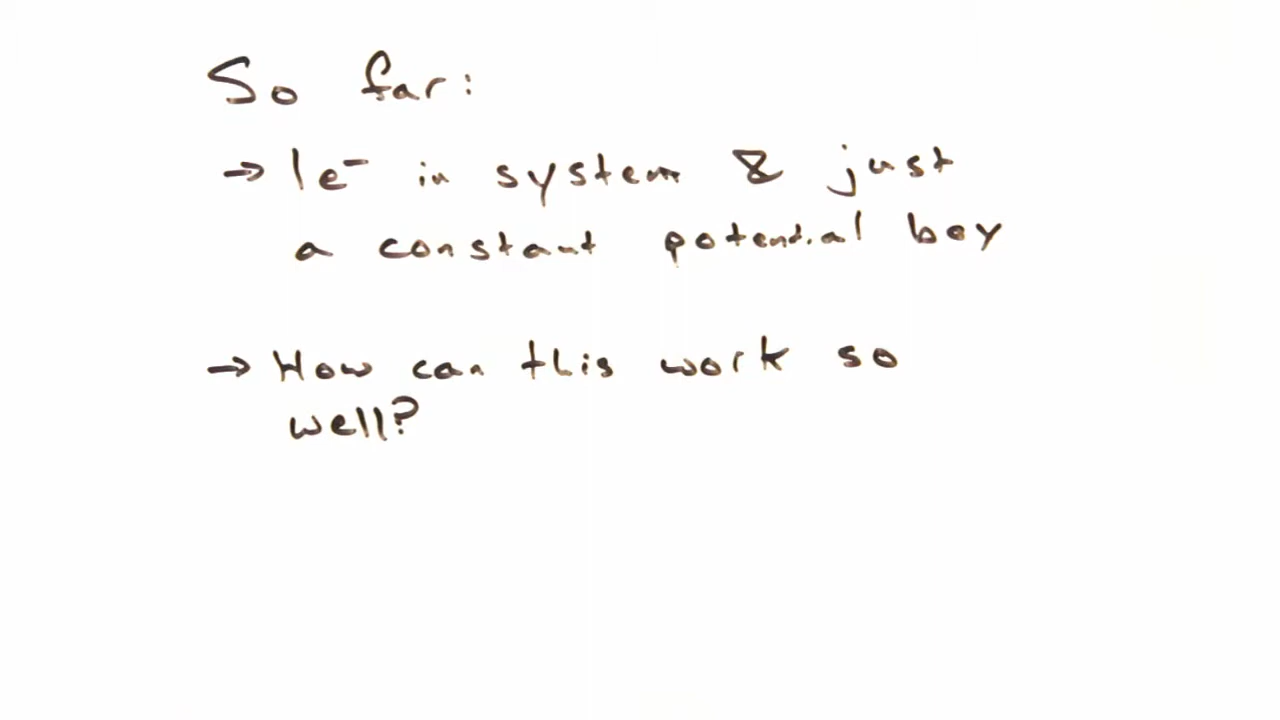 So far:
→ 1e⁻ in system & just
a constant potential box
→ How can this work so
well?